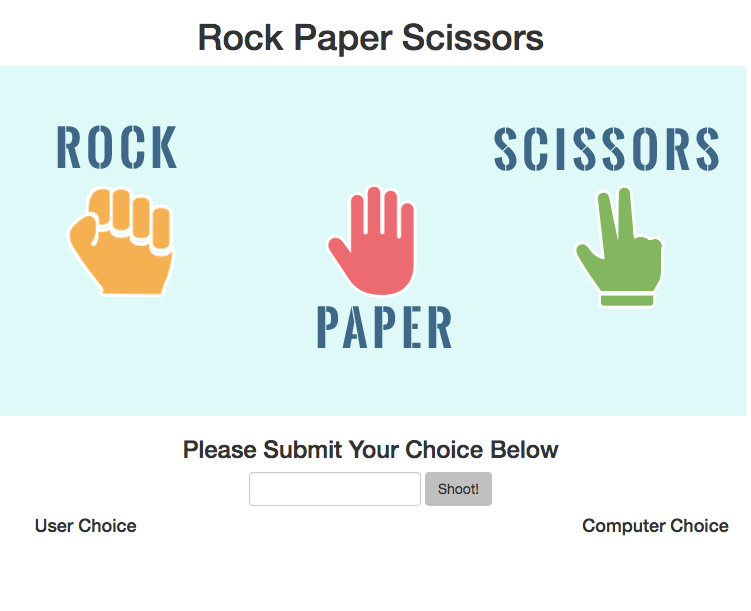 Rock Paper Scissors
ROCK
SCISSORS
PAPER
Please Submit Your Choice Below
Shoot!
User Choice
Computer Choice